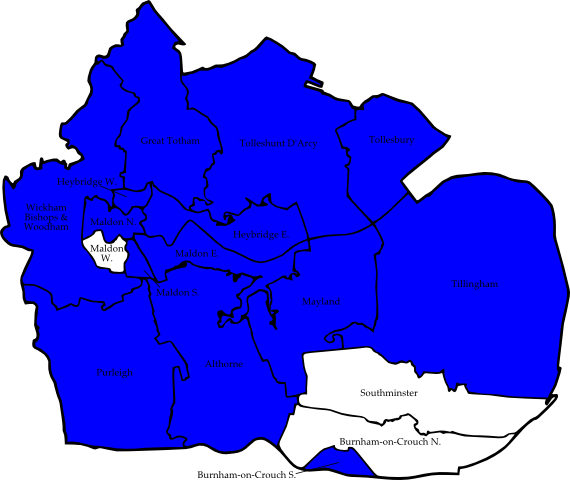 Great Totham
Tolleshunt D'Arcy
Tollesbury
Heybridge W.
Wickham
Bishops &
Woodham
Maldon N.
Heybridge E.
Maldon
W.
Maldon E.
Tillingham
Maldon S.
Mayland
Purleigh
Althorne
Southminster
Burnham-on-Crouch N.
Burnham-on-Crouch S.